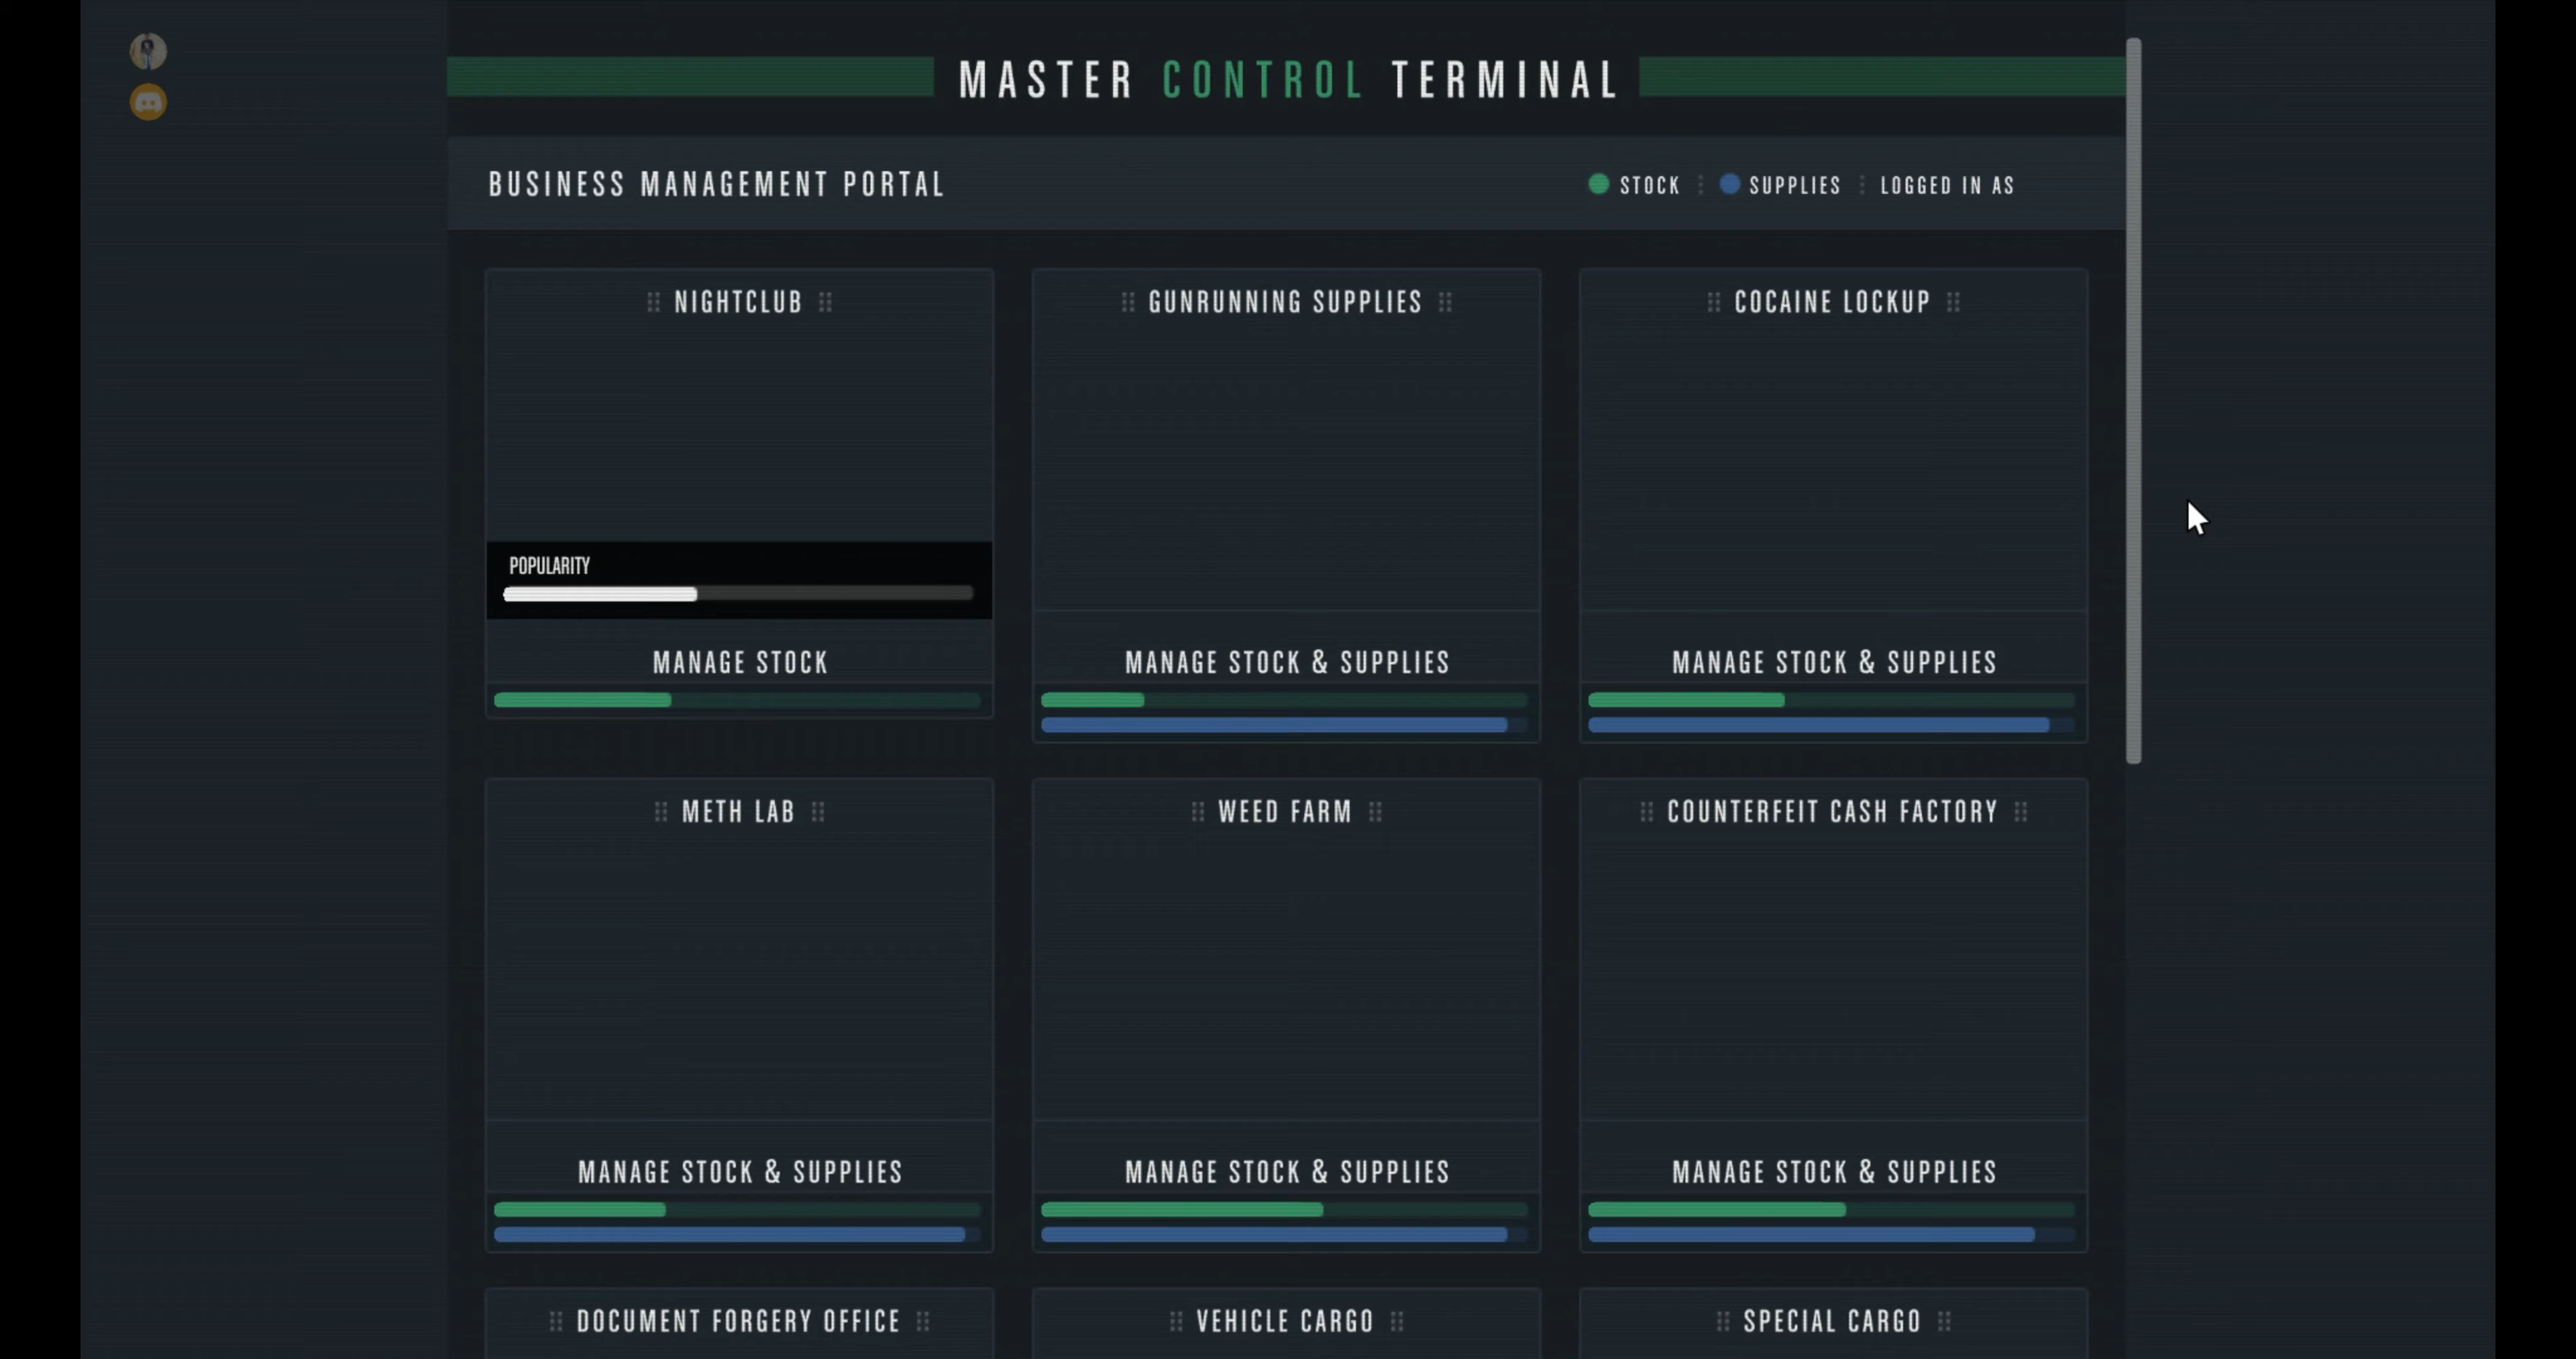 MASTER CONTROL TERMINAL
BUSINESS MANAGEMENT PORTAL
STOCK SUPPLIES LOGGED IN AS
NIGHTCLUB
POPULARITY
MANAGE STOCK
GUNRUNNING SUPPLIES
MANAGE STOCK & SUPPLIES
COCAINE LOCKUP
MANAGE STOCK & SUPPLIES
METH LAB
MANAGE STOCK & SUPPLIES
WEED FARM
MANAGE STOCK & SUPPLIES
COUNTERFEIT CASH FACTORY
MANAGE STOCK & SUPPLIES
DOCUMENT FORGERY OFFICE
VEHICLE CARGO
SPECIAL CARGO